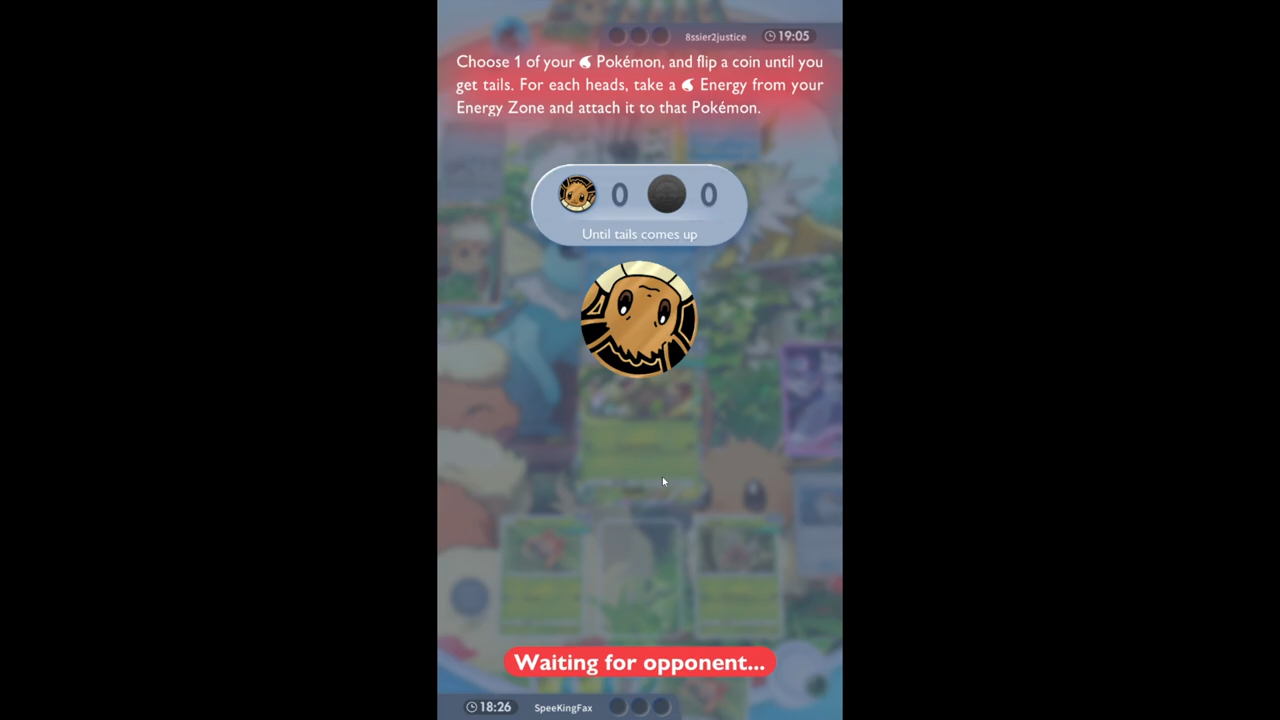 8ssier2justice 19:05
Choose 1 of your Pokémon, and flip a coin until you
get tails. For each heads, take a Energy from your
Energy Zone and attach it to that Pokémon.
0 0
Until tails comes up
Waiting for opponent...
18:26 SpeeKingFax